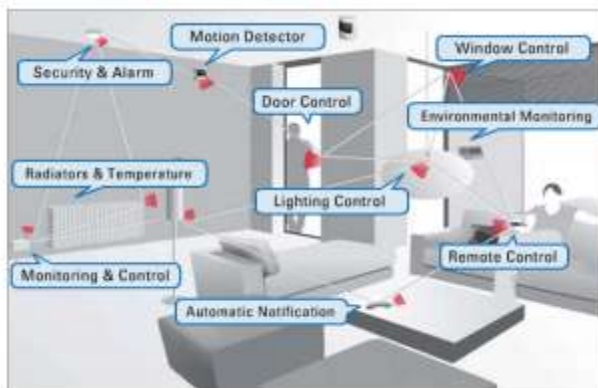 Motion Detector
Window Control
Security & Alarm
Door Control
Environmental Monitoring
Radiators & Temperature
Lighting Control
Remote Control
Monitoring & Control
Automatic Notification